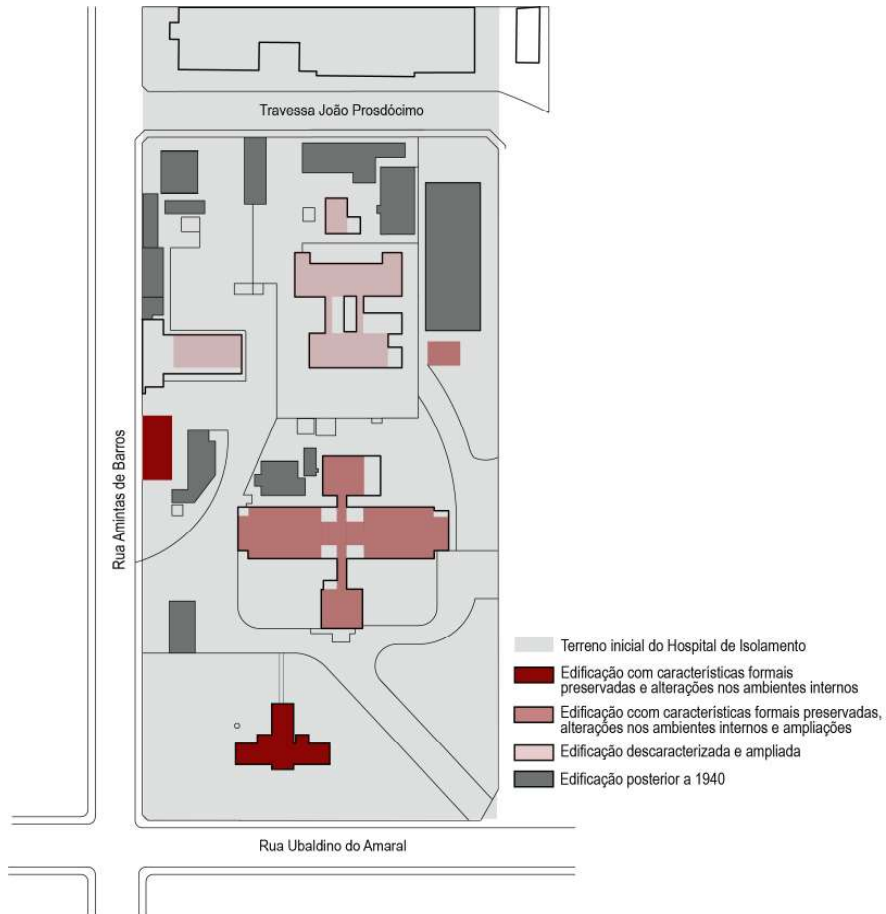 Travessa João Prosdócimo
Rua Amintas de Barros
Terreno inicial do Hospital de Isolamento
Edificação com características formais
preservadas e alterações nos ambientes internos
Edificação ccom características formais preservadas,
alterações nos ambientes internos e ampliações
Edificação descaracterizada e ampliada
Edificação posterior a 1940
Rua Ubaldino do Amaral